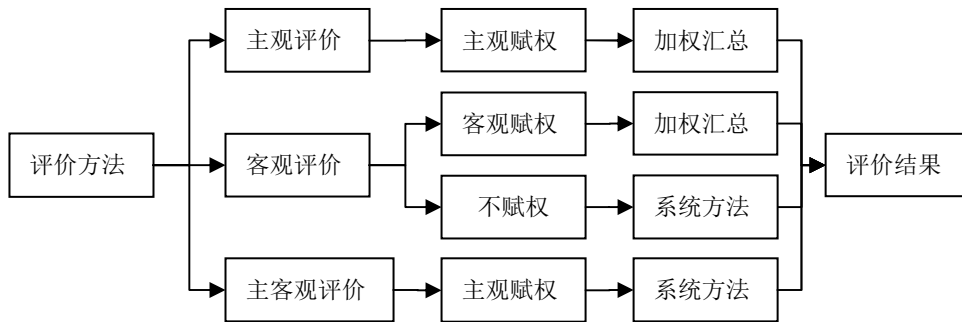 主观评价
主观赋权
加权汇总
客观赋权
加权汇总
评价方法
客观评价
评价结果
不赋权
系统方法
主客观评价
主观赋权
系统方法